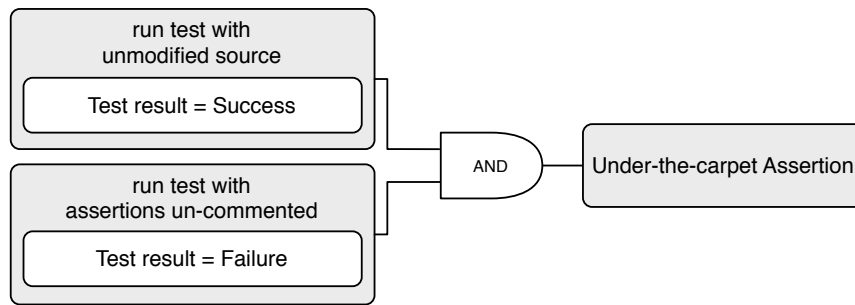 run test with
unmodified source
Test result = Success
AND
Under-the-carpet Assertion
run test with
assertions un-commented
Test result = Failure